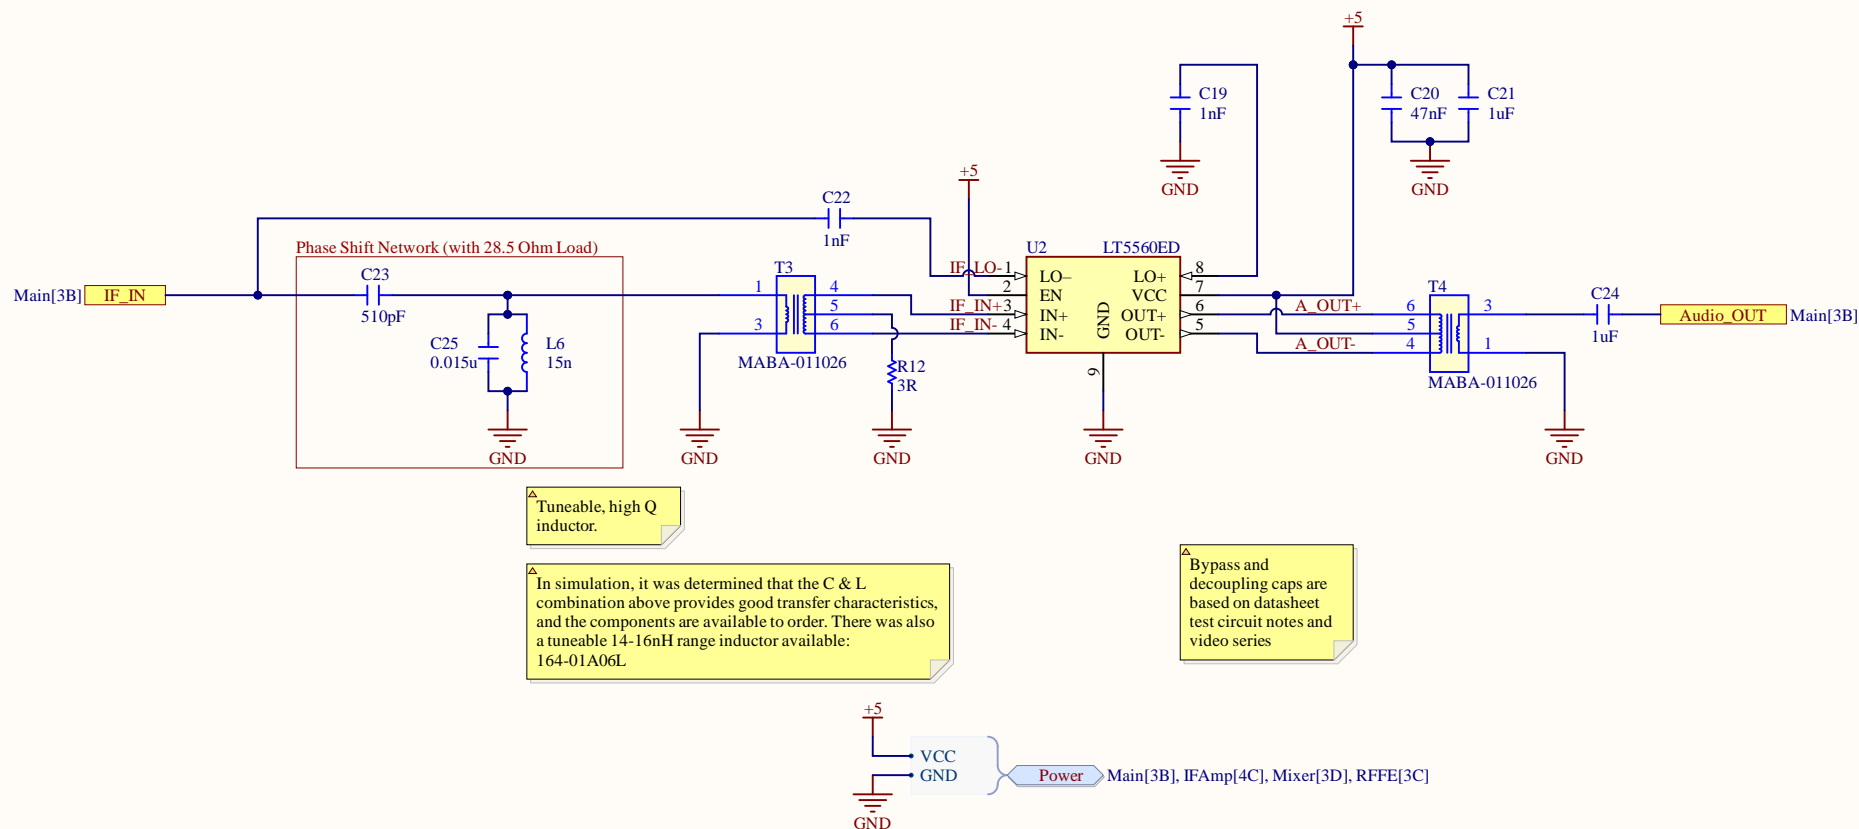 +5
C19
1nF
GND
C20
47nF
C21
1uF
GND
+5
C22
1nF
Phase Shift Network (with 28.5 Ohm Load)
Main[3B]
IF_IN
C23
510pF
C25
0.015u
L6
15n
GND
T3
1
3
4
5
6
MABA-011026
GND
R12
3R
GND
IF_LO-
IF_IN+
IF_IN-
1
2
3
4
U2
LT5560ED
LO–
EN
IN+
IN-
GND
LO+
VCC
OUT+
OUT-
8
7
6
5
9
GND
A_OUT+
A_OUT-
T4
6
5
4
3
1
MABA-011026
GND
C24
1uF
Audio_OUT
Main[3B]
Tuneable, high Q
inductor.
In simulation, it was determined that the C & L
combination above provides good transfer characteristics,
and the components are available to order. There was also
a tuneable 14-16nH range inductor available:
164-01A06L
Bypass and
decoupling caps are
based on datasheet
test circuit notes and
video series
+5
VCC
GND
GND
Power
Main[3B], IFAmp[4C], Mixer[3D], RFFE[3C]